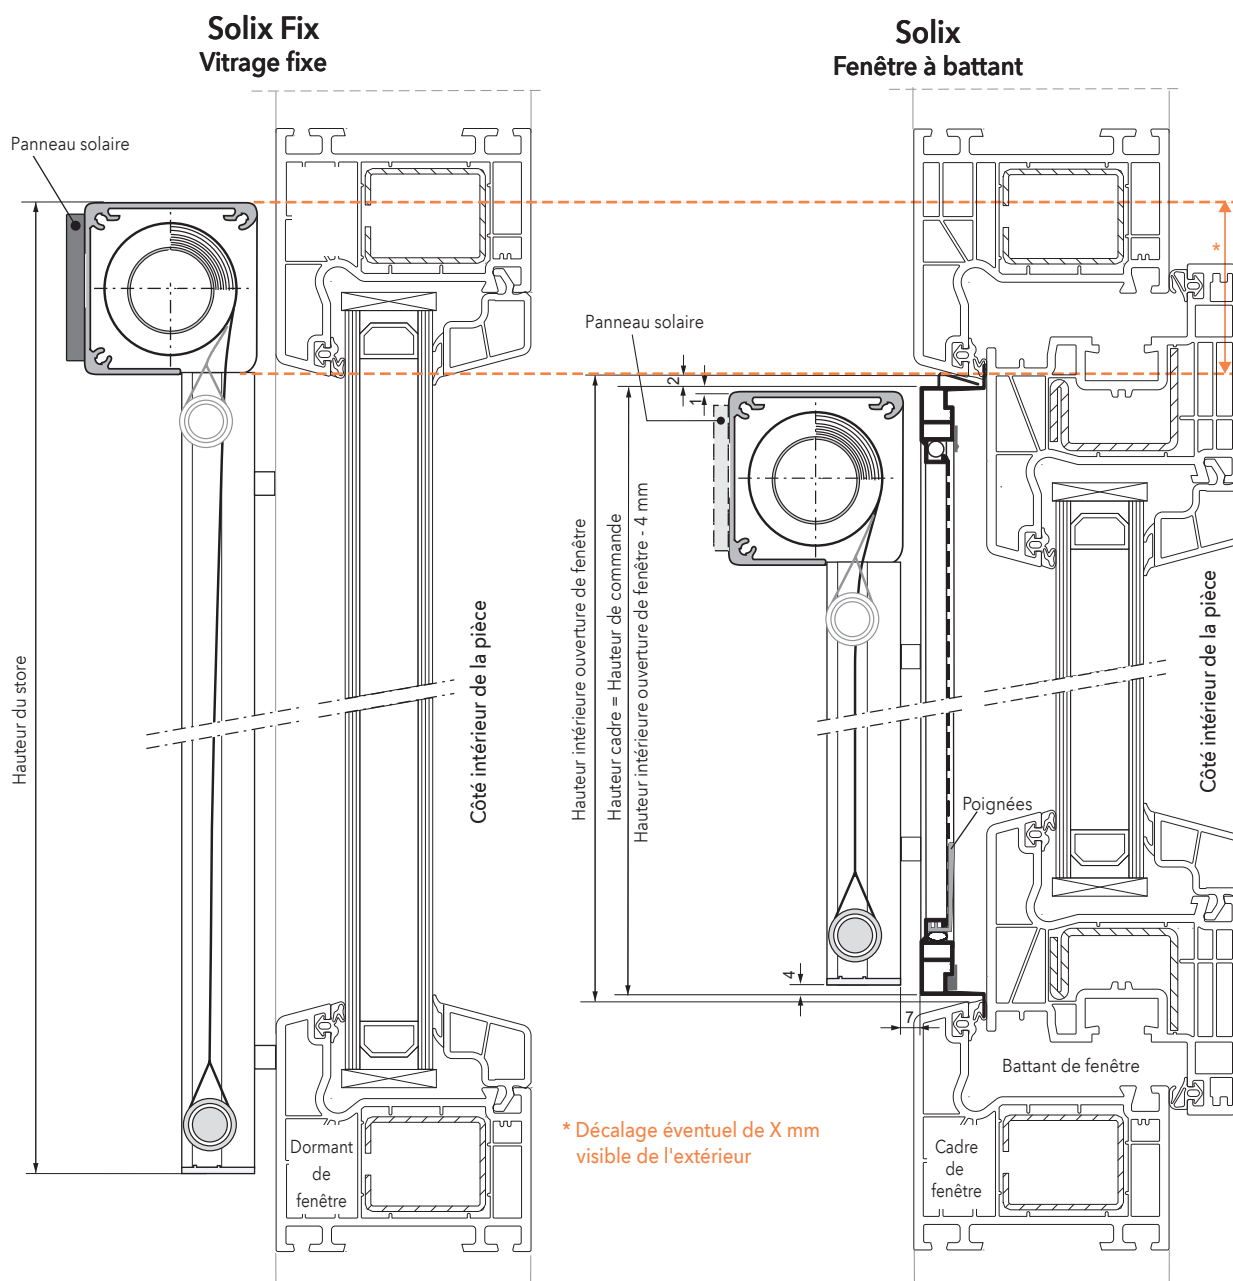 Solix Fix
Vitrage fixe
Solix
Fenêtre à battant
Panneau solaire
*
Panneau solaire
2
1
Hauteur du store
Côté intérieur de la pièce
Hauteur intérieure ouverture de fenêtre
Hauteur cadre = Hauteur de commande
Hauteur intérieure ouverture de fenêtre - 4 mm
Côté intérieur de la pièce
Poignées
4
7
Battant de fenêtre
* Décalage éventuel de X mm
visible de l'extérieur
Dormant
de
fenêtre
Cadre
de
fenêtre